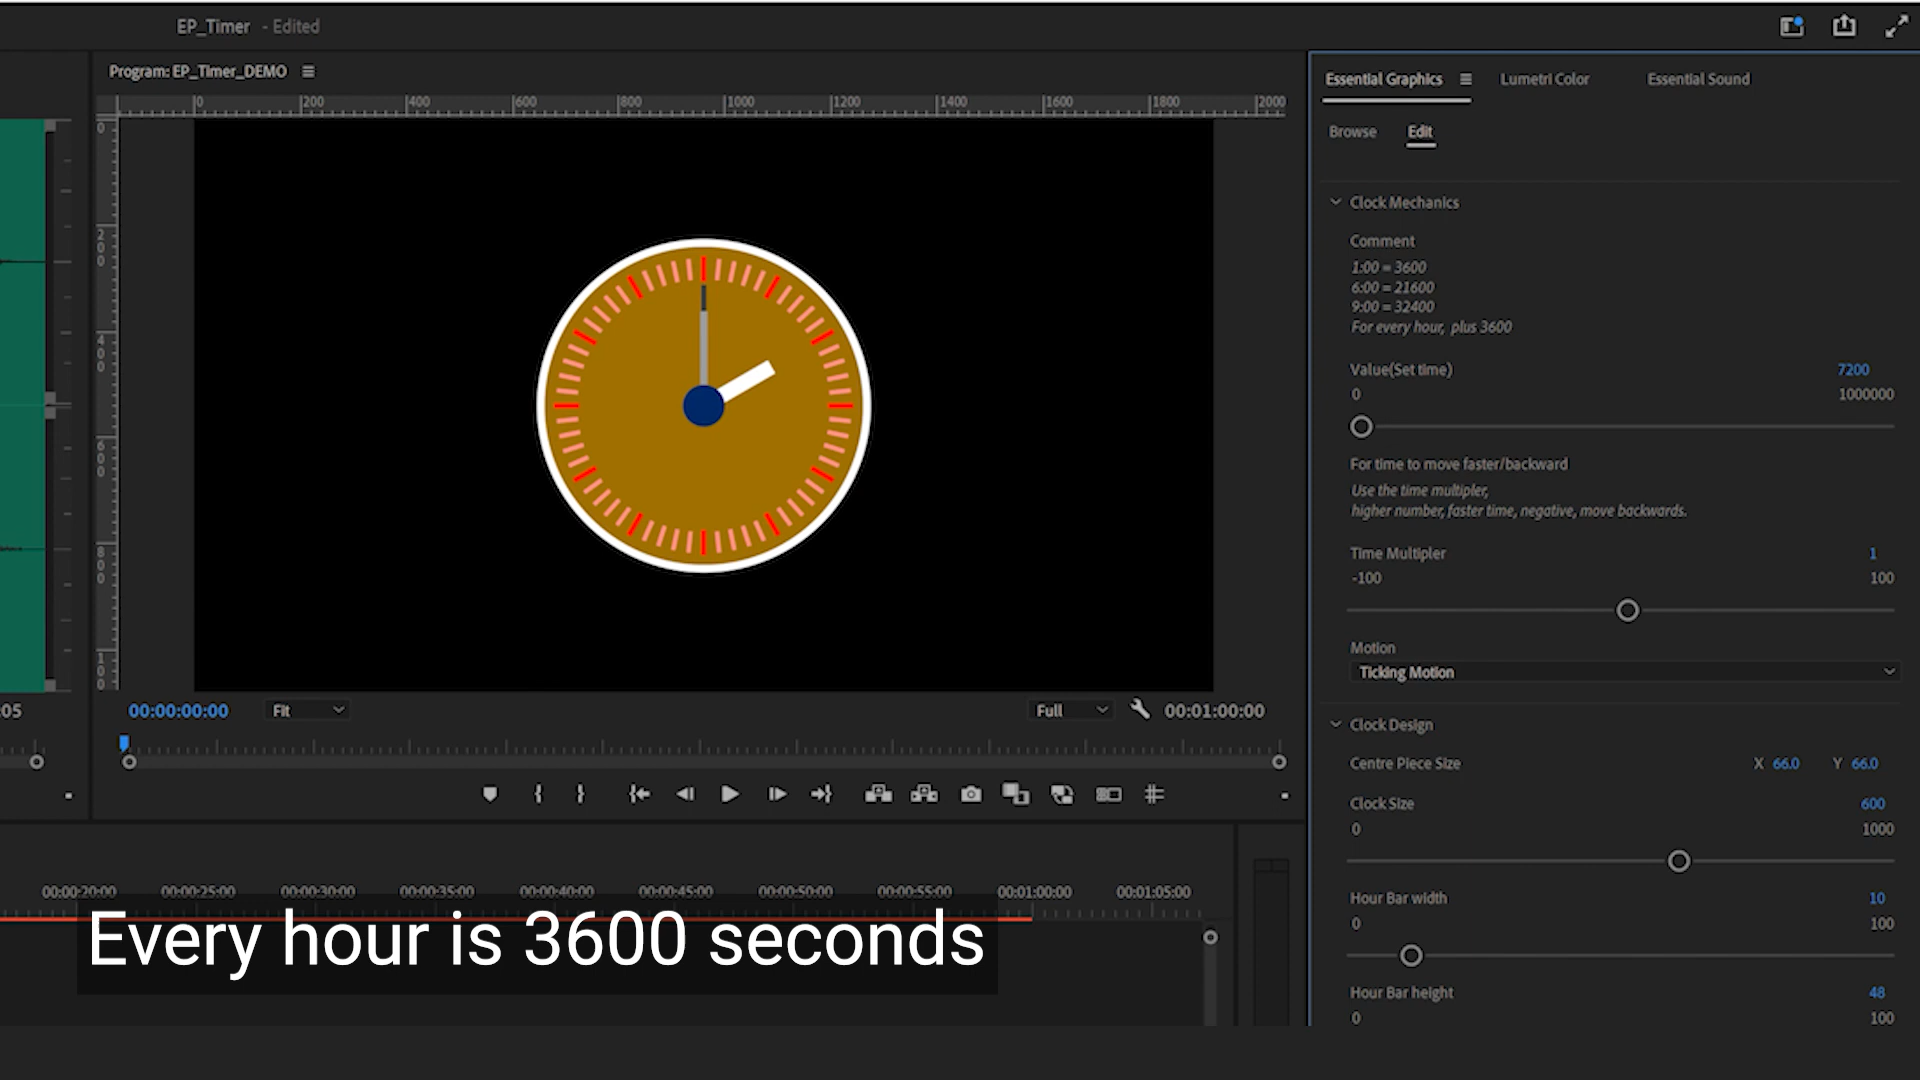 EP_Timer - Edited
Program: EP_Timer_DEMO
0 200 400 600 800 1000 1200 1400 1600 1800 2000
0
200
400
600
800
100
Essential Graphics Lumetri Color Essential Sound
Browse Edit
Clock Mechanics
Comment
1:00 = 3600
6:00 = 21600
9:00 = 32400
For every hour, plus 3600
Value(Set time) 7200
0 1000000
For time to move faster/backward
Use the time multipler,
higher number, faster time, negative, move backwards.
Time Multipler 1
-100 100
Motion
Ticking Motion
Clock Design
Centre Piece Size X 66.0 Y 66.0
Clock Size 600
0 1000
Hour Bar width 10
0 100
Hour Bar height 48
0 100
:05 00:00:00:00 Fit Full 00:01:00:00
00:00:20:00 00:00:25:00 00:00:30:00 00:00:35:00 00:00:40:00 00:00:45:00 00:00:50:00 00:00:55:00 00:01:00:00 00:01:05:00
Every hour is 3600 seconds